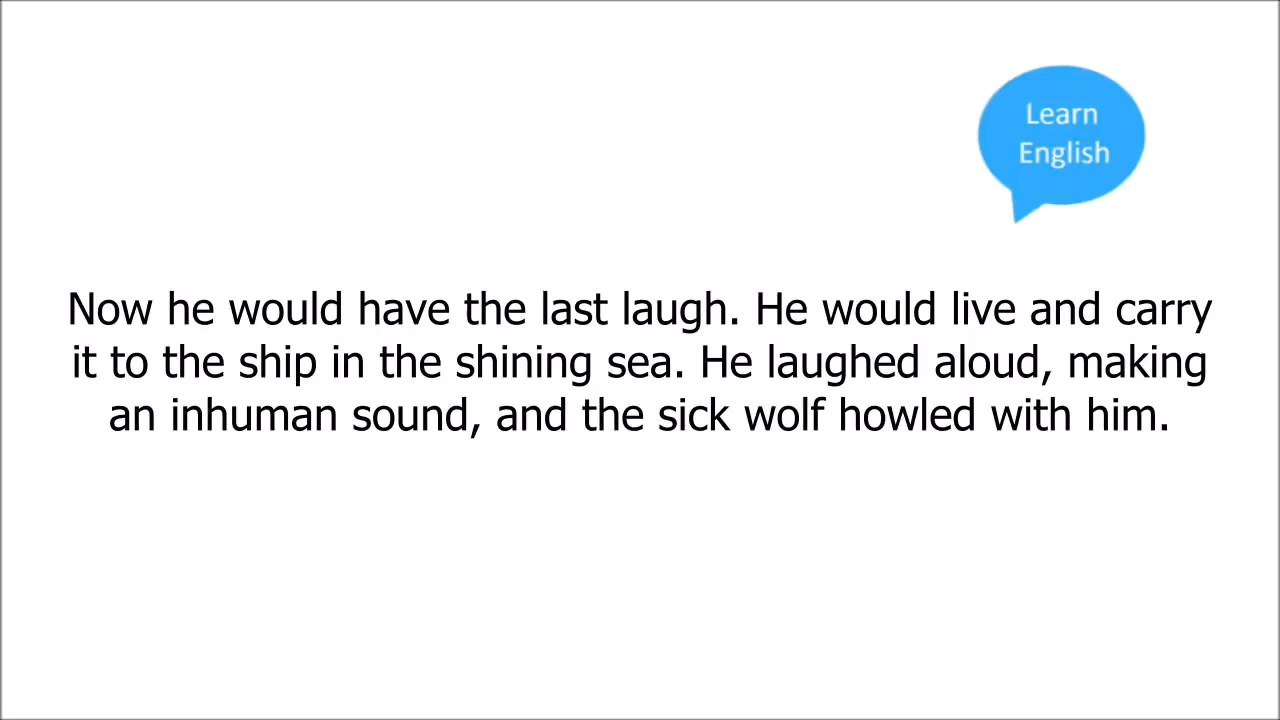 Learn
English
Now he would have the last laugh. He would live and carry
it to the ship in the shining sea. He laughed aloud, making
an inhuman sound, and the sick wolf howled with him.